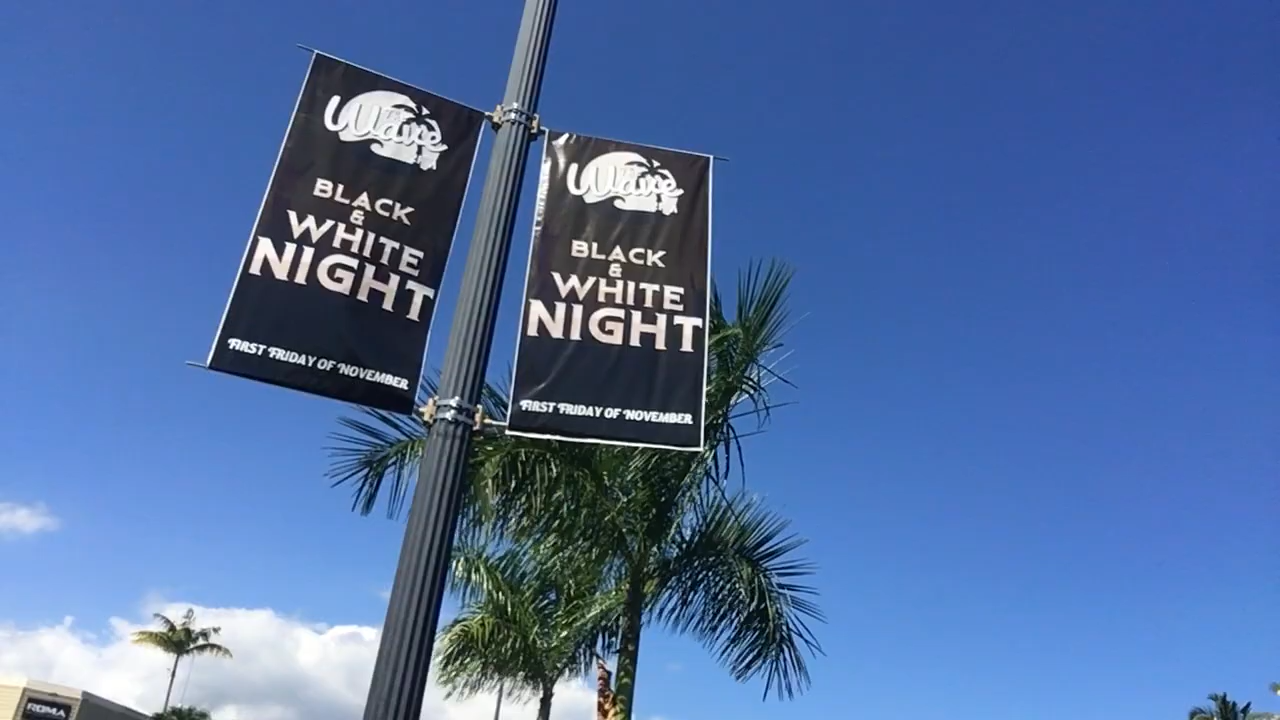 Wave
BLACK
&
WHITE
NIGHT
FIRST FRIDAY OF NOVEMBER
Wave
BLACK
&
WHITE
NIGHT
FIRST FRIDAY OF NOVEMBER
ROMA